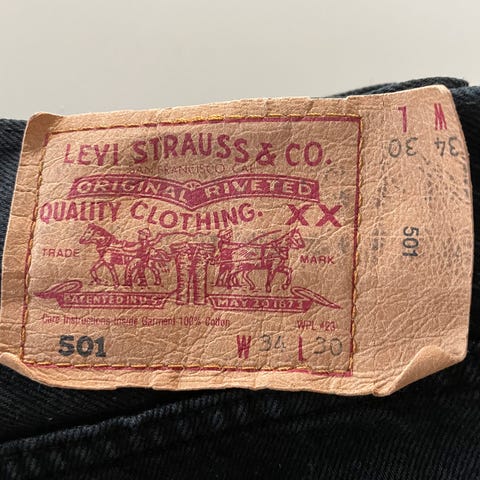 LEVI STRAUSS & CO.
SAN FRANCISCO, CAL.
ORIGINAL RIVETED
QUALITY CLOTHING. XX
TRADE MARK
PATENTED IN U.S. MAY 20 1873
Care Instructions Inside Garment 100% Cotton WPL 423
501 W 34 L 30
W L
34 30
501